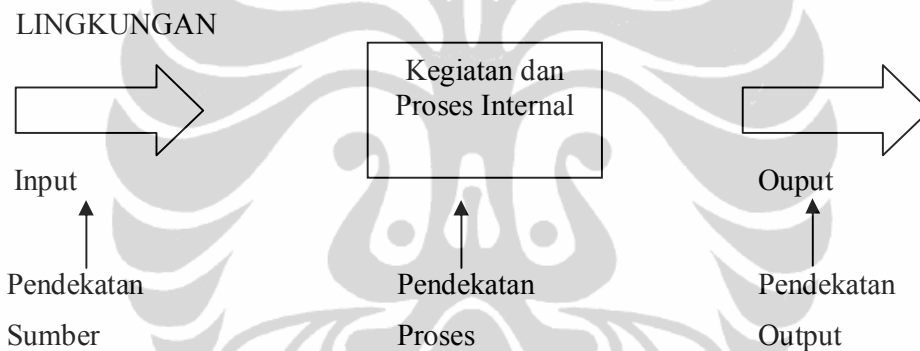 LINGKUNGAN
Kegiatan dan
Proses Internal
Input
Ouput
Pendekatan
Sumber
Pendekatan
Proses
Pendekatan
Output